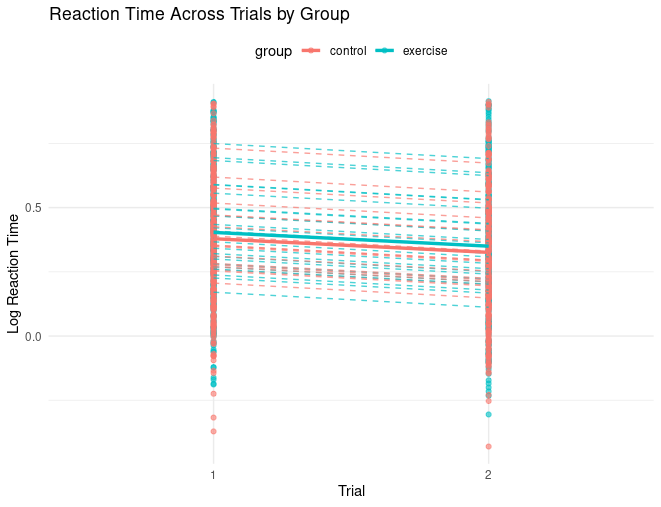 Reaction Time Across Trials by Group
group control exercise
0.5
0.0
Log Reaction Time
1 2
Trial